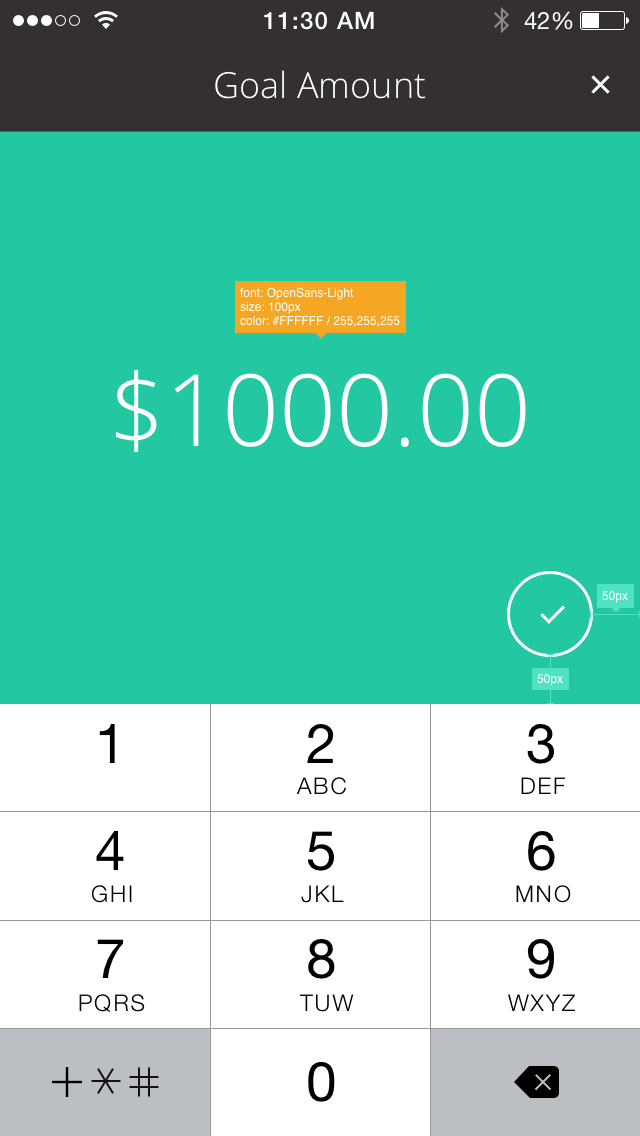 11:30 AM 42%
Goal Amount
font: OpenSans-Light
size: 100px
color: #FFFFFF / 255,255,255
$1000.00
50px
50px
1 2 3
ABC DEF
4 5 6
GHI JKL MNO
7 8 9
PQRS TUW WXYZ
+ * # 0